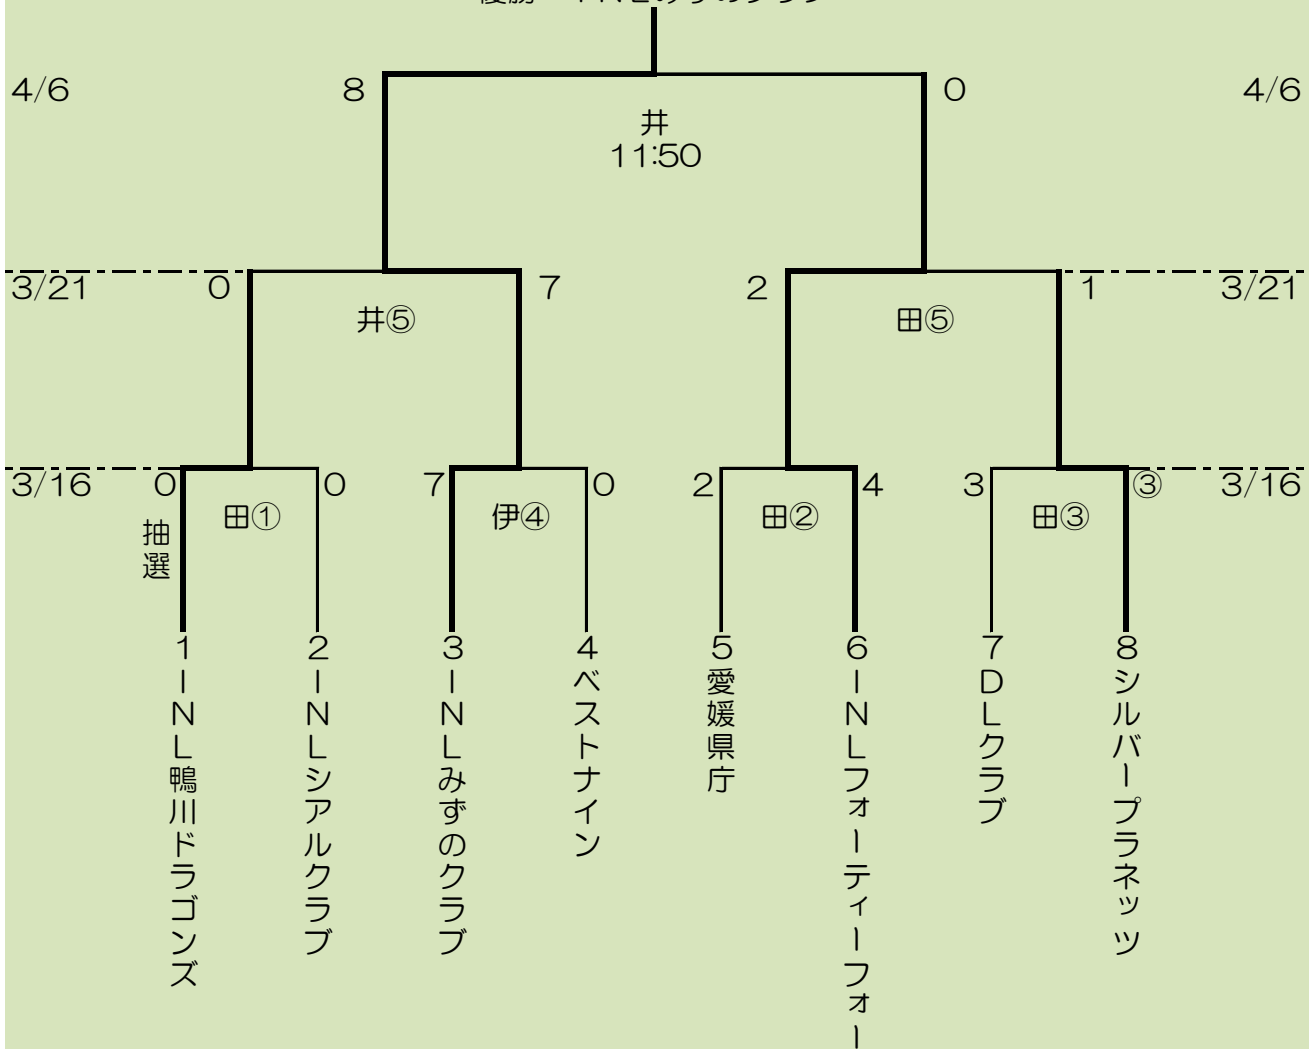 4/6
8
0
4/6
井
11:50
3/21
0
7
2
1
3/21
井⑤
田⑤
3/16
0
0
7
0
2
4
3
③
3/16
抽選
田①
伊④
田②
田③
1 INL鴨川ドラゴンズ
2 INLシアルクラブ
3 INLみずのクラブ
4 ベストナイン
5 愛媛県庁
6 INLフォーティーフォー
7 DLクラブ
8 シルバープラネッツ